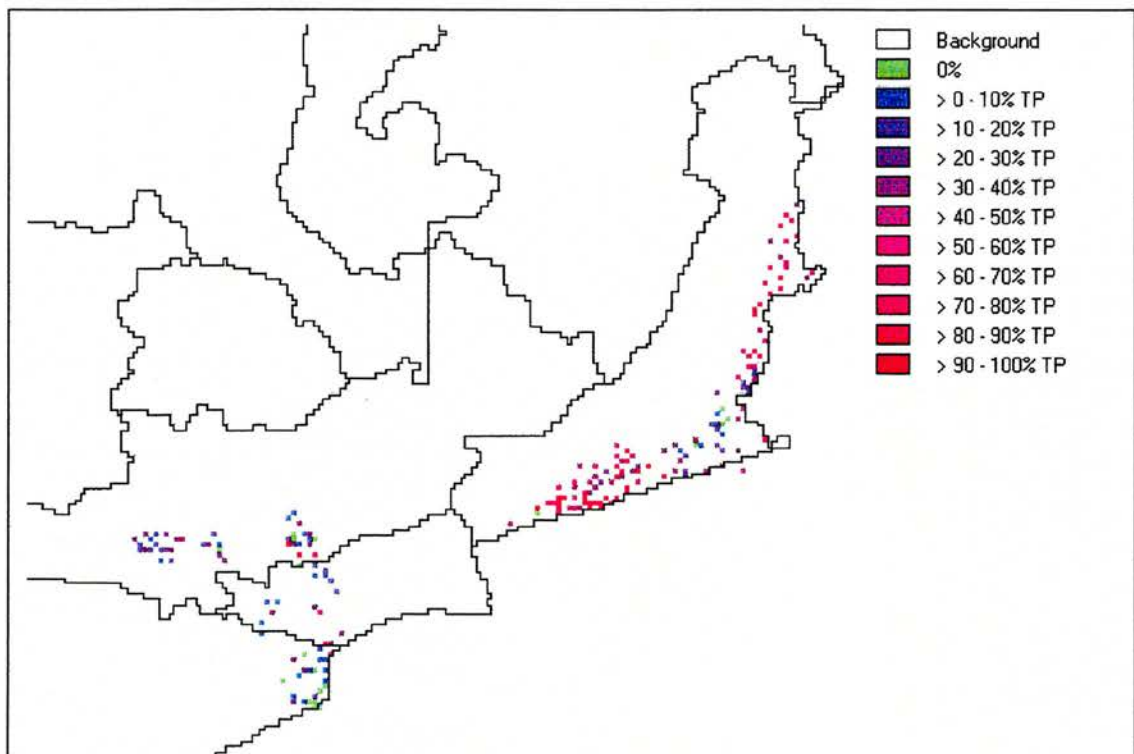 Background
0%
> 0 - 10% TP
> 10 - 20% TP
> 20 - 30% TP
> 30 - 40% TP
> 40 - 50% TP
> 50 - 60% TP
> 60 - 70% TP
> 70 - 80% TP
> 80 - 90% TP
> 90 - 100% TP